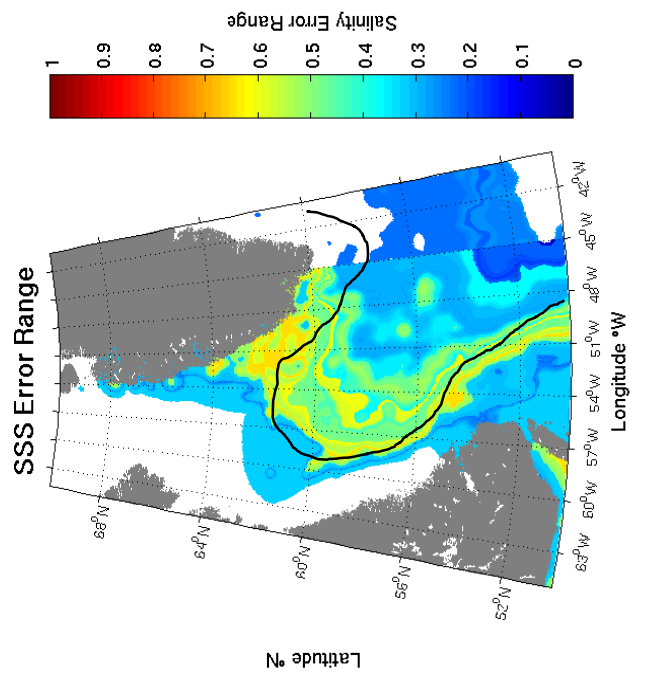 SSS Error Range
Latitude °N
68°N
64°N
60°N
56°N
52°N
63°W
60°W
57°W
54°W
51°W
48°W
45°W
42°W
Longitude °W
1
0.9
0.8
0.7
0.6
0.5
0.4
0.3
0.2
0.1
0
Salinity Error Range